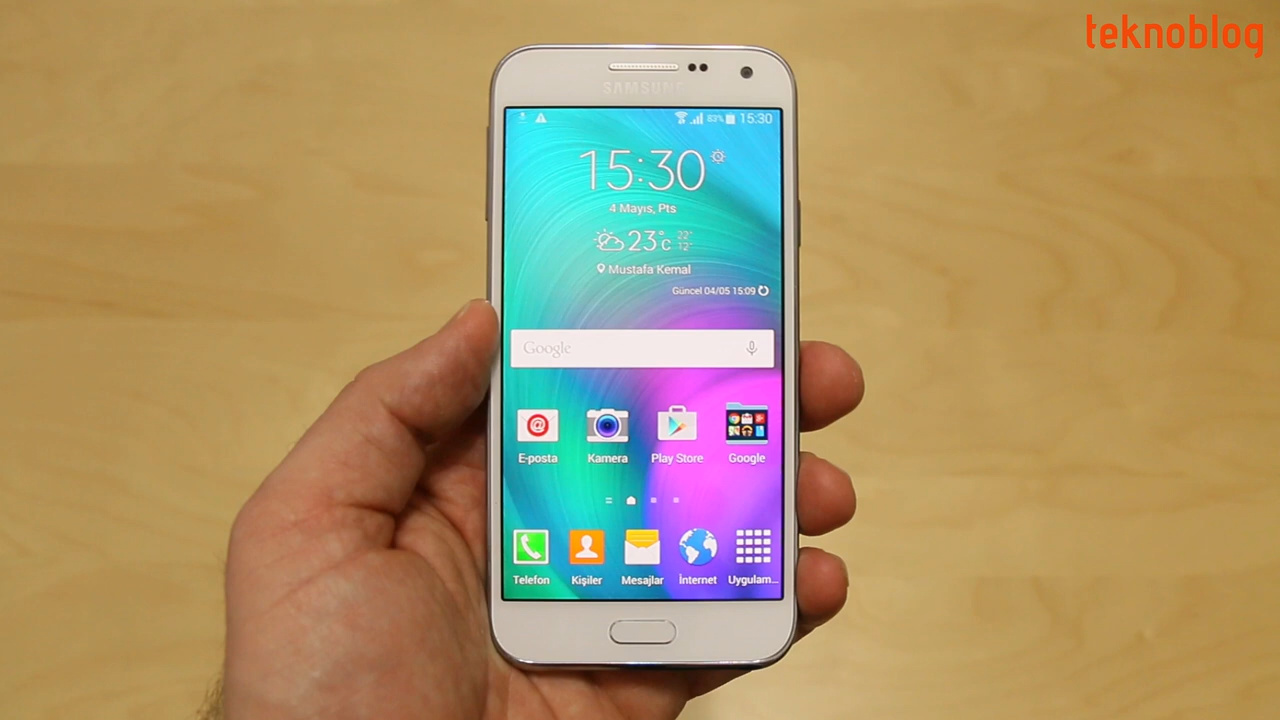 teknoblog
SAMSUNG
83% 15:30
15:30
4 Mayıs, Pts
23°c 22° 12°
Mustafa Kemal
Güncel 04/05 15:09
Google
E-posta Kamera Play Store Google
Telefon Kişiler Mesajlar İnternet Uygulam...